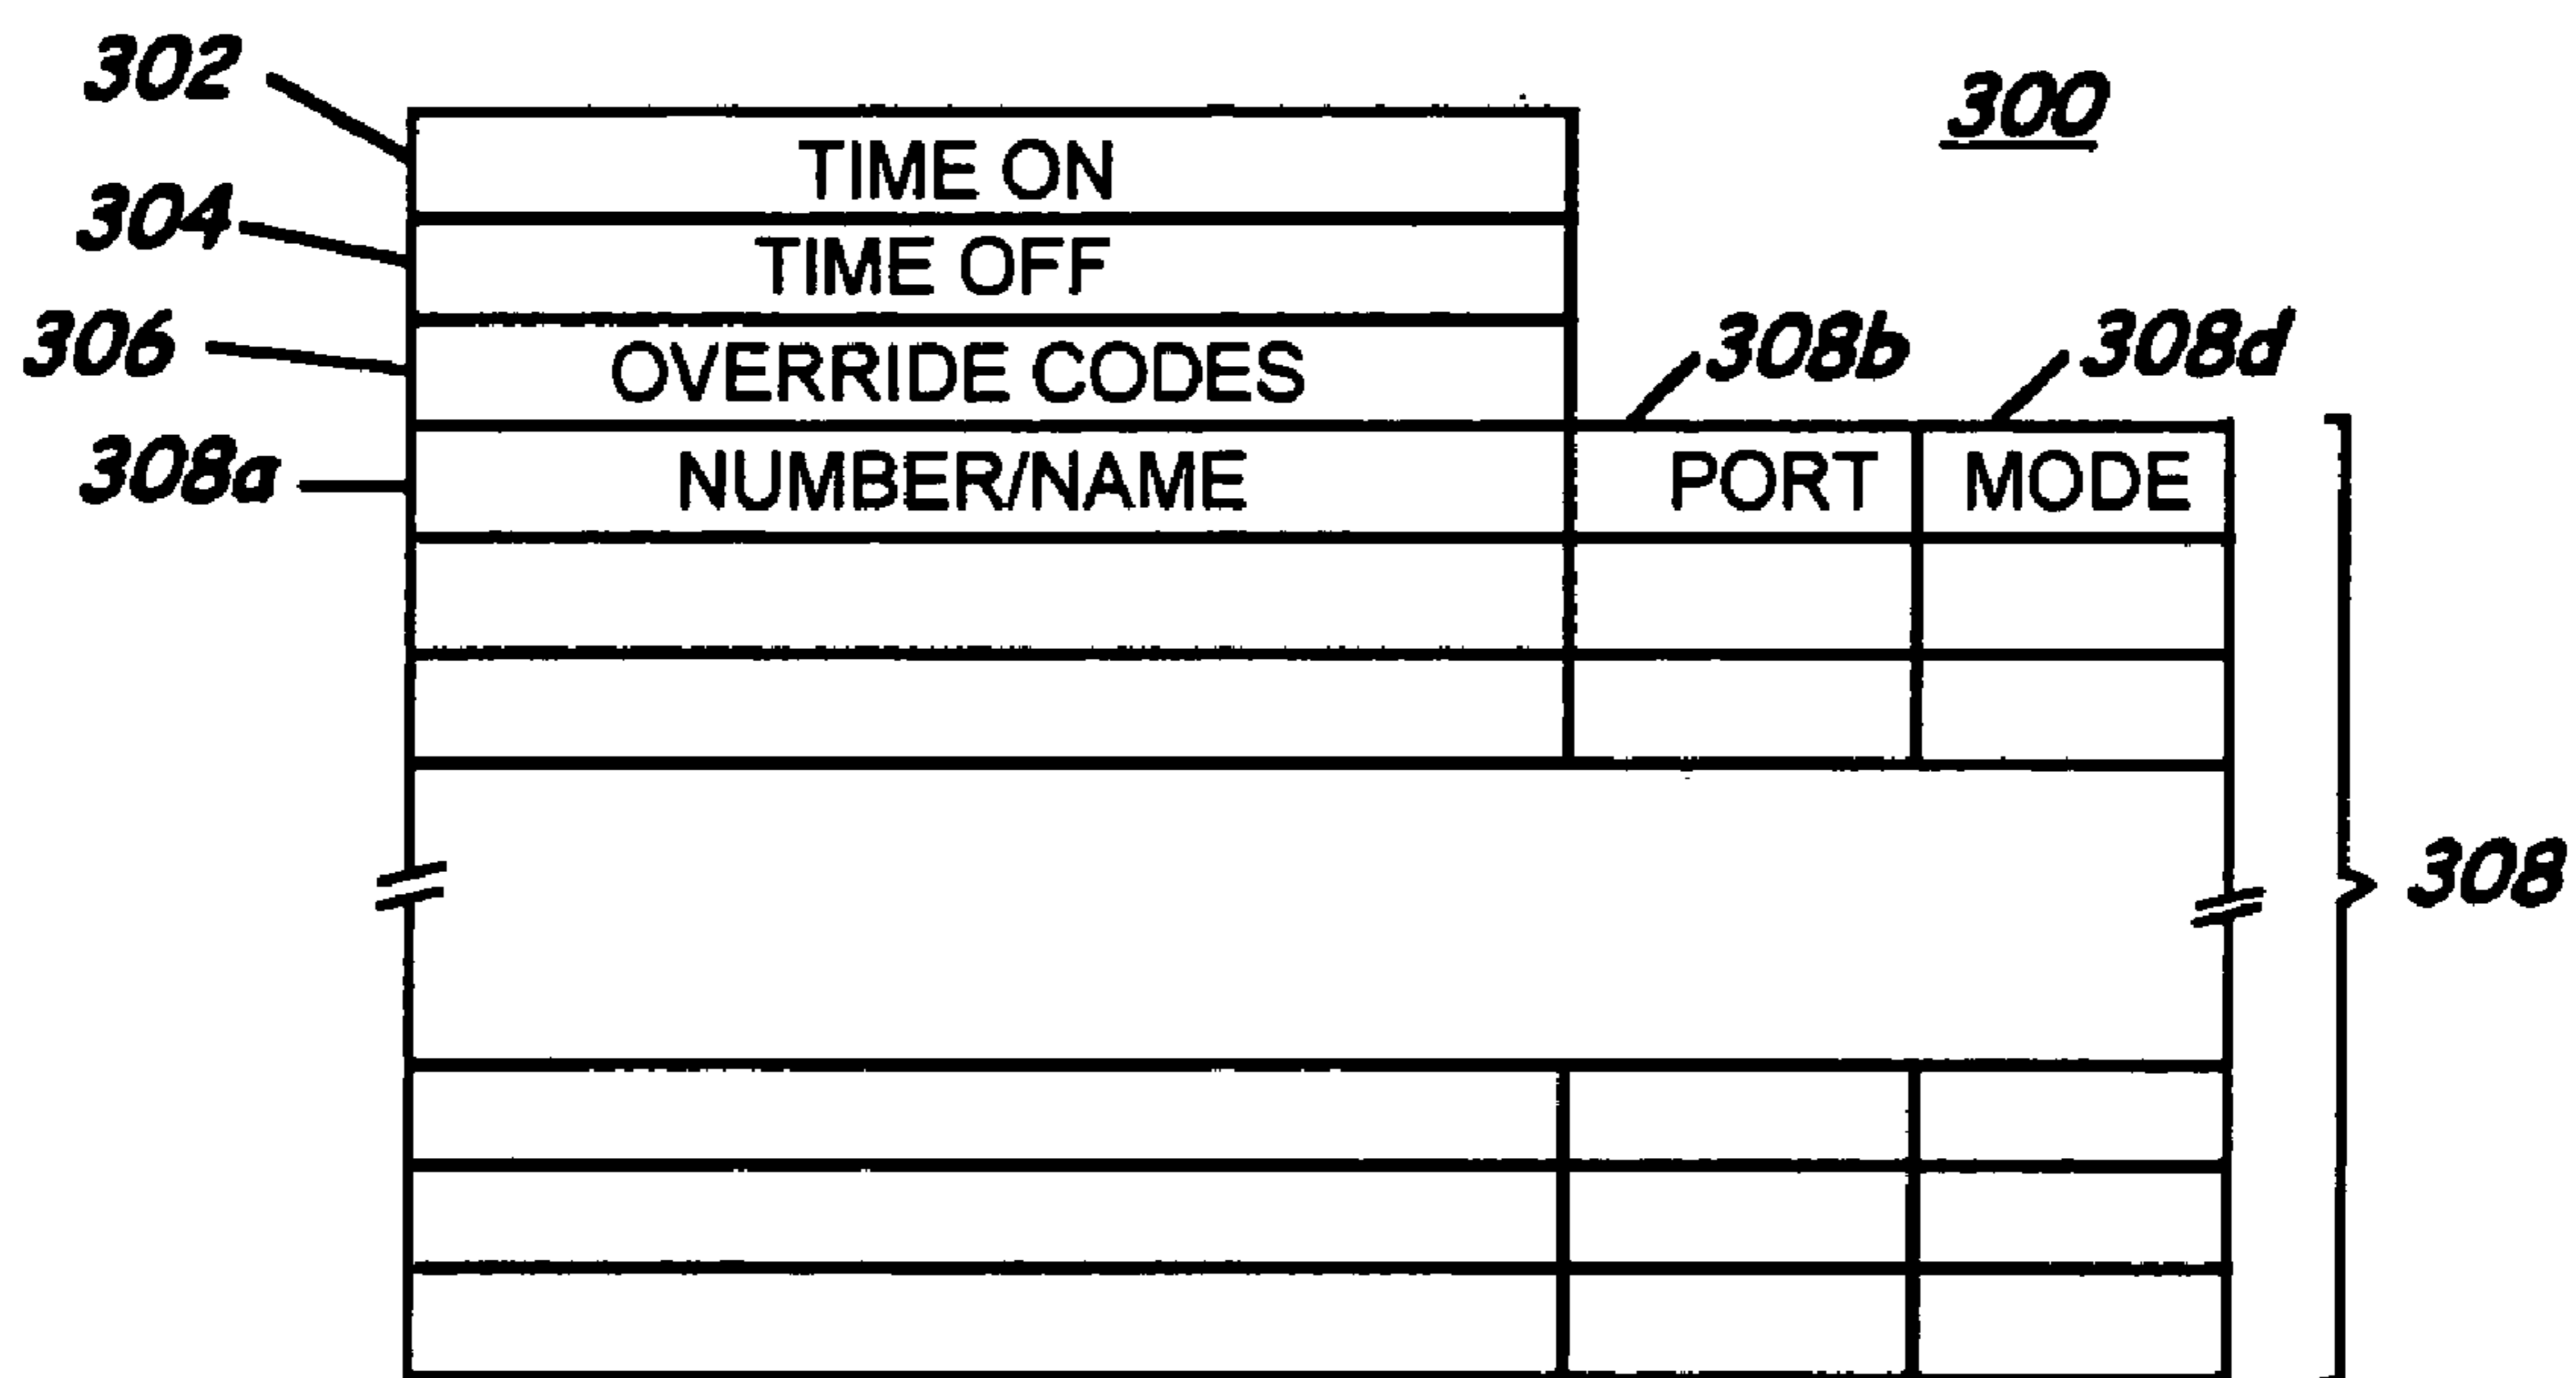 302
300
TIME ON
304
TIME OFF
306
OVERRIDE CODES
308b
308d
308a
NUMBER/NAME
PORT
MODE
308